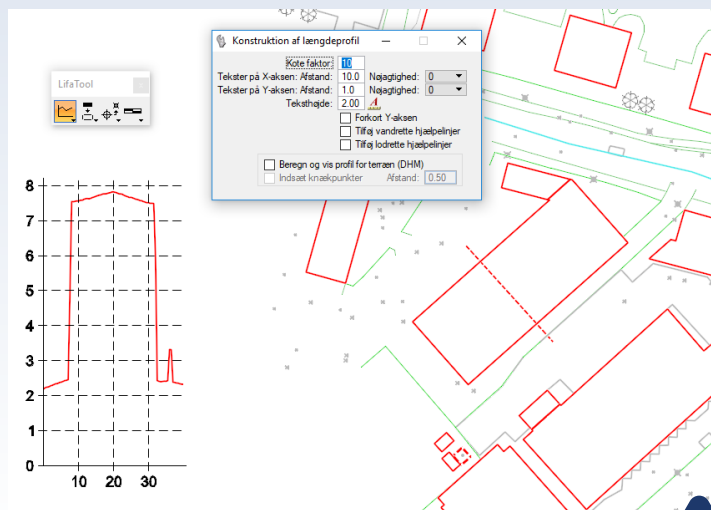 Konstruktion af længdeprofil
Kote faktor: 10
Tekster på X-aksen: Afstand: 10.0 Nøjagtighed: 0
Tekster på Y-aksen: Afstand: 1.0 Nøjagtighed: 0
Teksthøjde: 2.00
Forkort Y-aksen
Tilføj vandrette hjælpelinjer
Tilføj lodrette hjælpelinjer
Beregn og vis profil for terræn (DHM)
Indsæt knækpunkter Afstand: 0.50
LifaTool
8
7
6
5
4
3
2
1
0
10 20 30